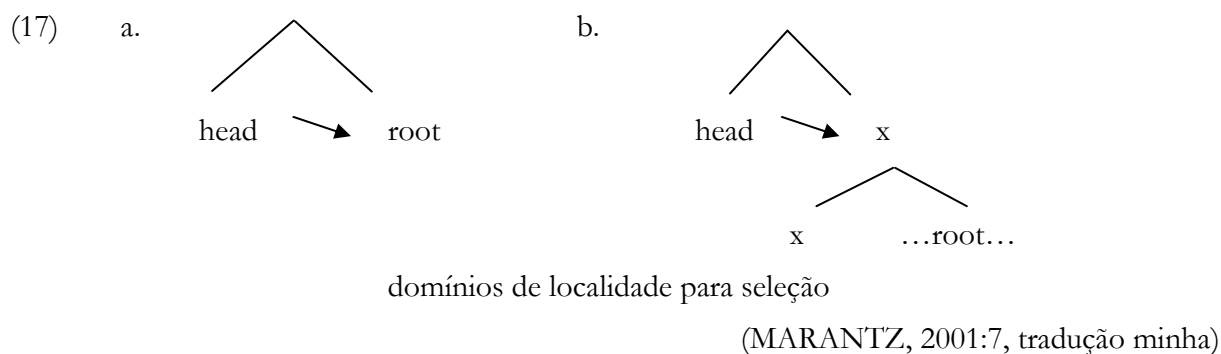 (17) a. b.
head root head x
x …root…
domínios de localidade para seleção
(MARANTZ, 2001:7, tradução minha)